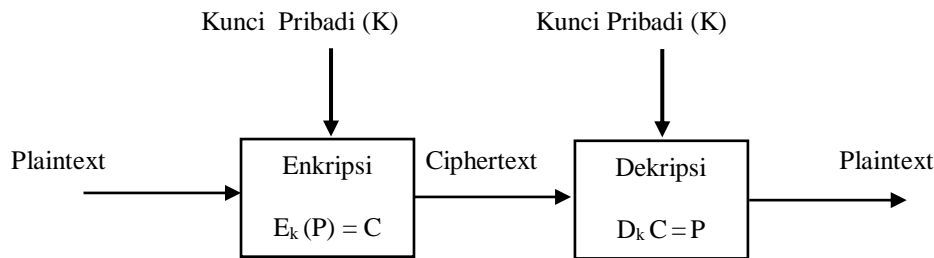 Kunci Pribadi (K)
Kunci Pribadi (K)
Plaintext
Enkripsi
Ciphertext
Dekripsi
Plaintext
Eₖ (P) = C
Dₖ C = P